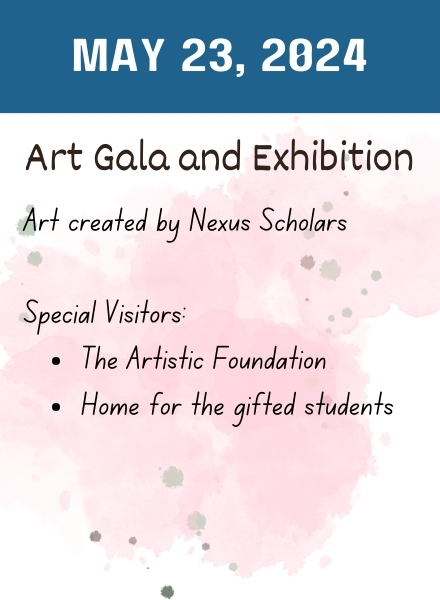 MAY 23, 2024
Art Gala and Exhibition
Art created by Nexus Scholars
Special Visitors:
• The Artistic Foundation
• Home for the gifted students